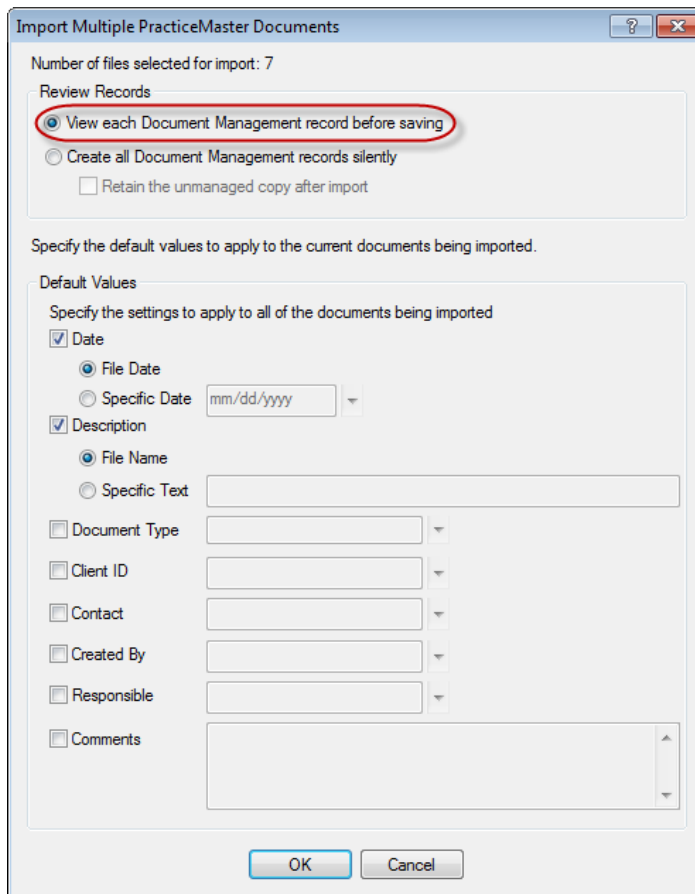 Import Multiple PracticeMaster Documents
Number of files selected for import: 7
Review Records
View each Document Management record before saving
Create all Document Management records silently
Retain the unmanaged copy after import
Specify the default values to apply to the current documents being imported.
Default Values
Specify the settings to apply to all of the documents being imported
Date
File Date
Specific Date mm/dd/yyyy
Description
File Name
Specific Text
Document Type
Client ID
Contact
Created By
Responsible
Comments
OK Cancel